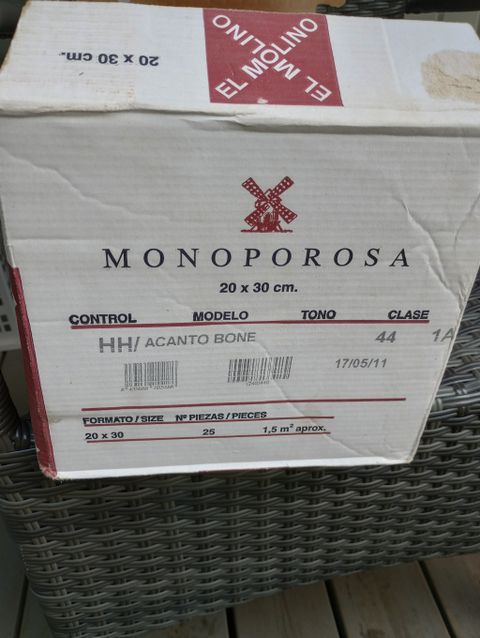 20 x 30 cm.
EL MOLINO
EL MOLINO
MONOPOROSA
20 x 30 cm.
CONTROL MODELO TONO CLASE
HH/ ACANTO BONE 44 1A
17/05/11
FORMATO/SIZE Nº PIEZAS/PIECES
20 x 30 25 1,5 m² aprox.